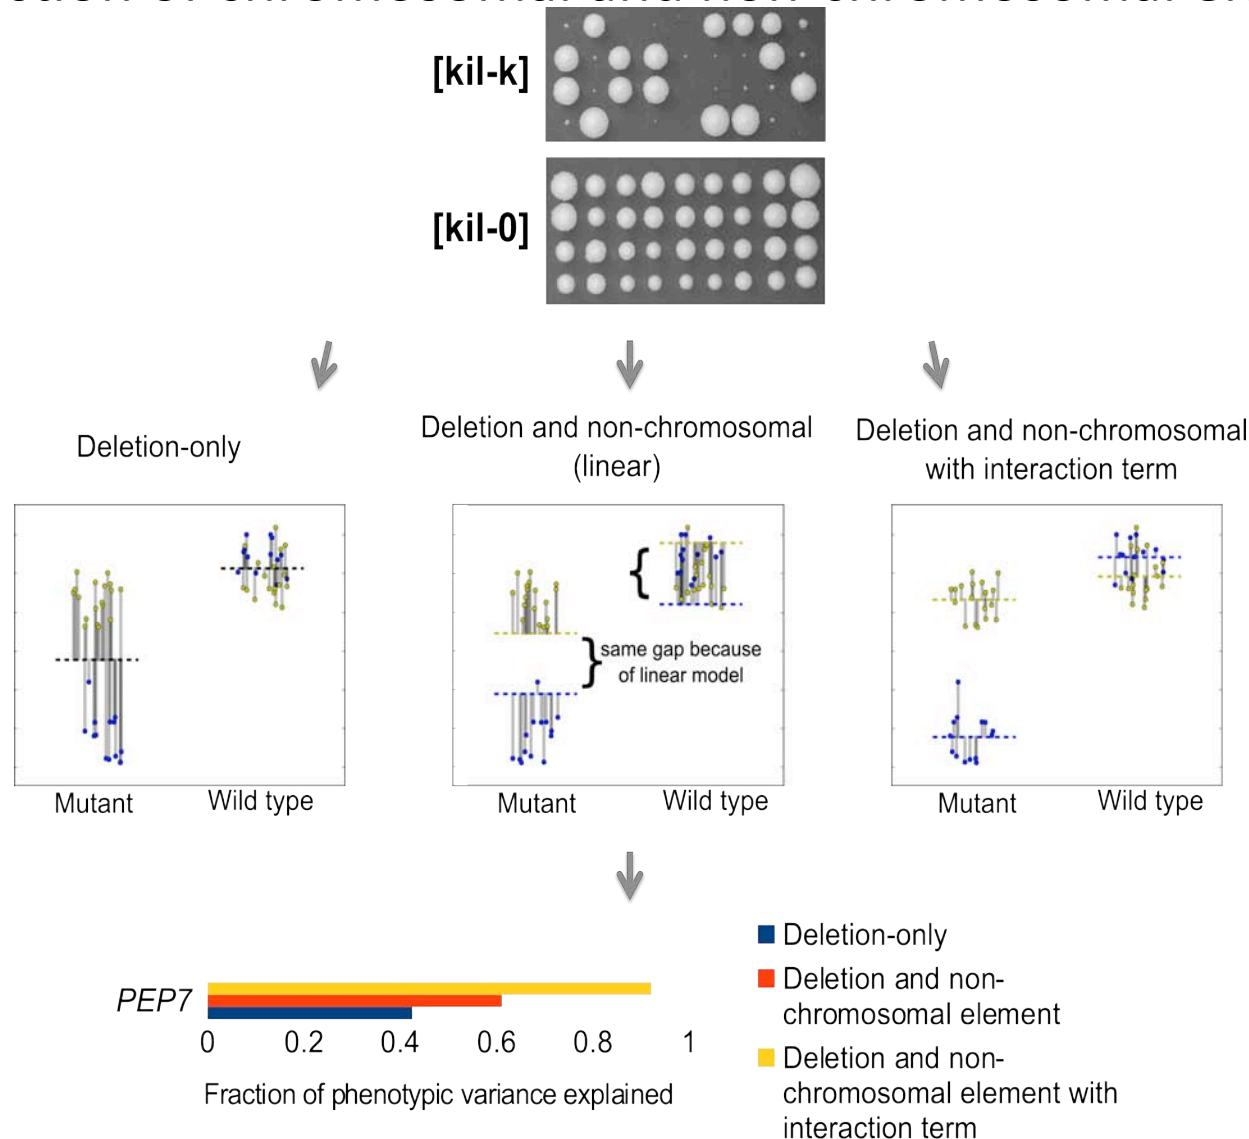 [kil-k]
[kil-0]
Deletion-only
Deletion and non-chromosomal
(linear)
Deletion and non-chromosomal
with interaction term
{
}
same gap because
of linear model
Mutant
Wild type
Mutant
Wild type
Mutant
Wild type
PEP7
0
0.2
0.4
0.6
0.8
1
Fraction of phenotypic variance explained
Deletion-only
Deletion and non-
chromosomal element
Deletion and non-
chromosomal element with
interaction term